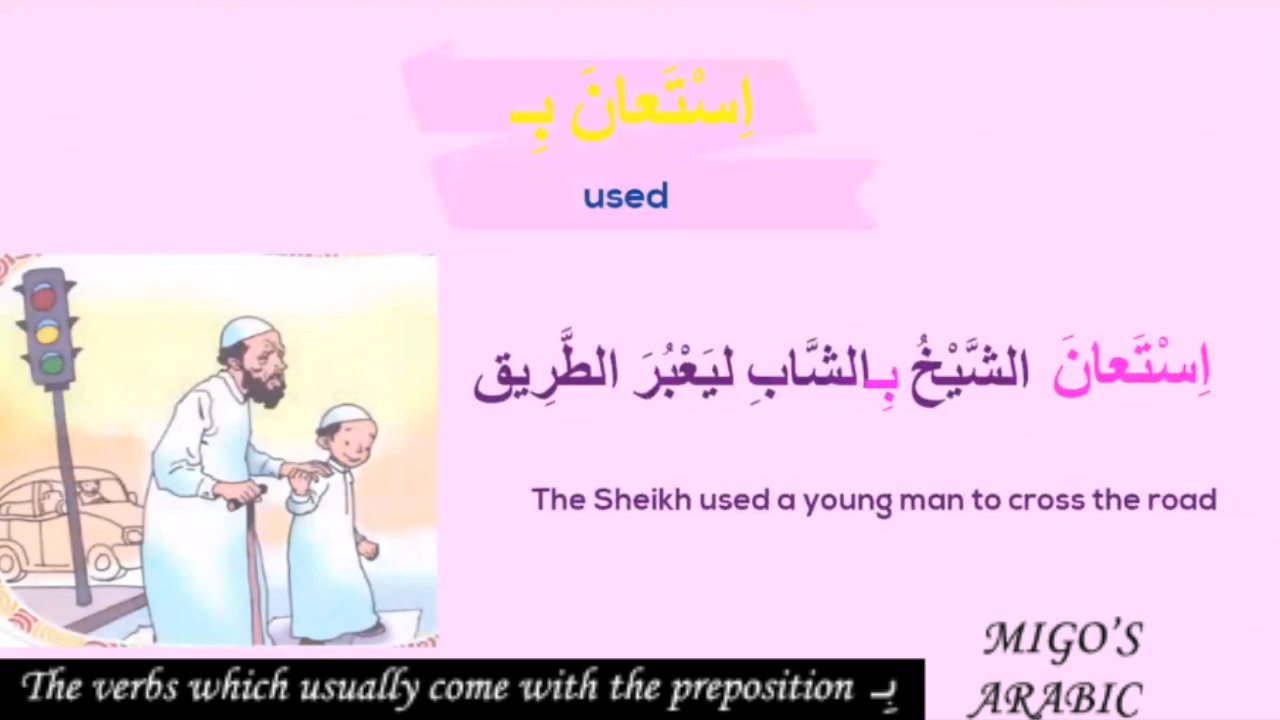 اِسْتَعانَ بِـ
used
اِسْتَعانَ الشَّيْخُ بِـالشَّابِ ليَعْبُرَ الطَّرِيق
The Sheikh used a young man to cross the road
The verbs which usually come with the preposition بِـ
MIGO'S
ARABIC